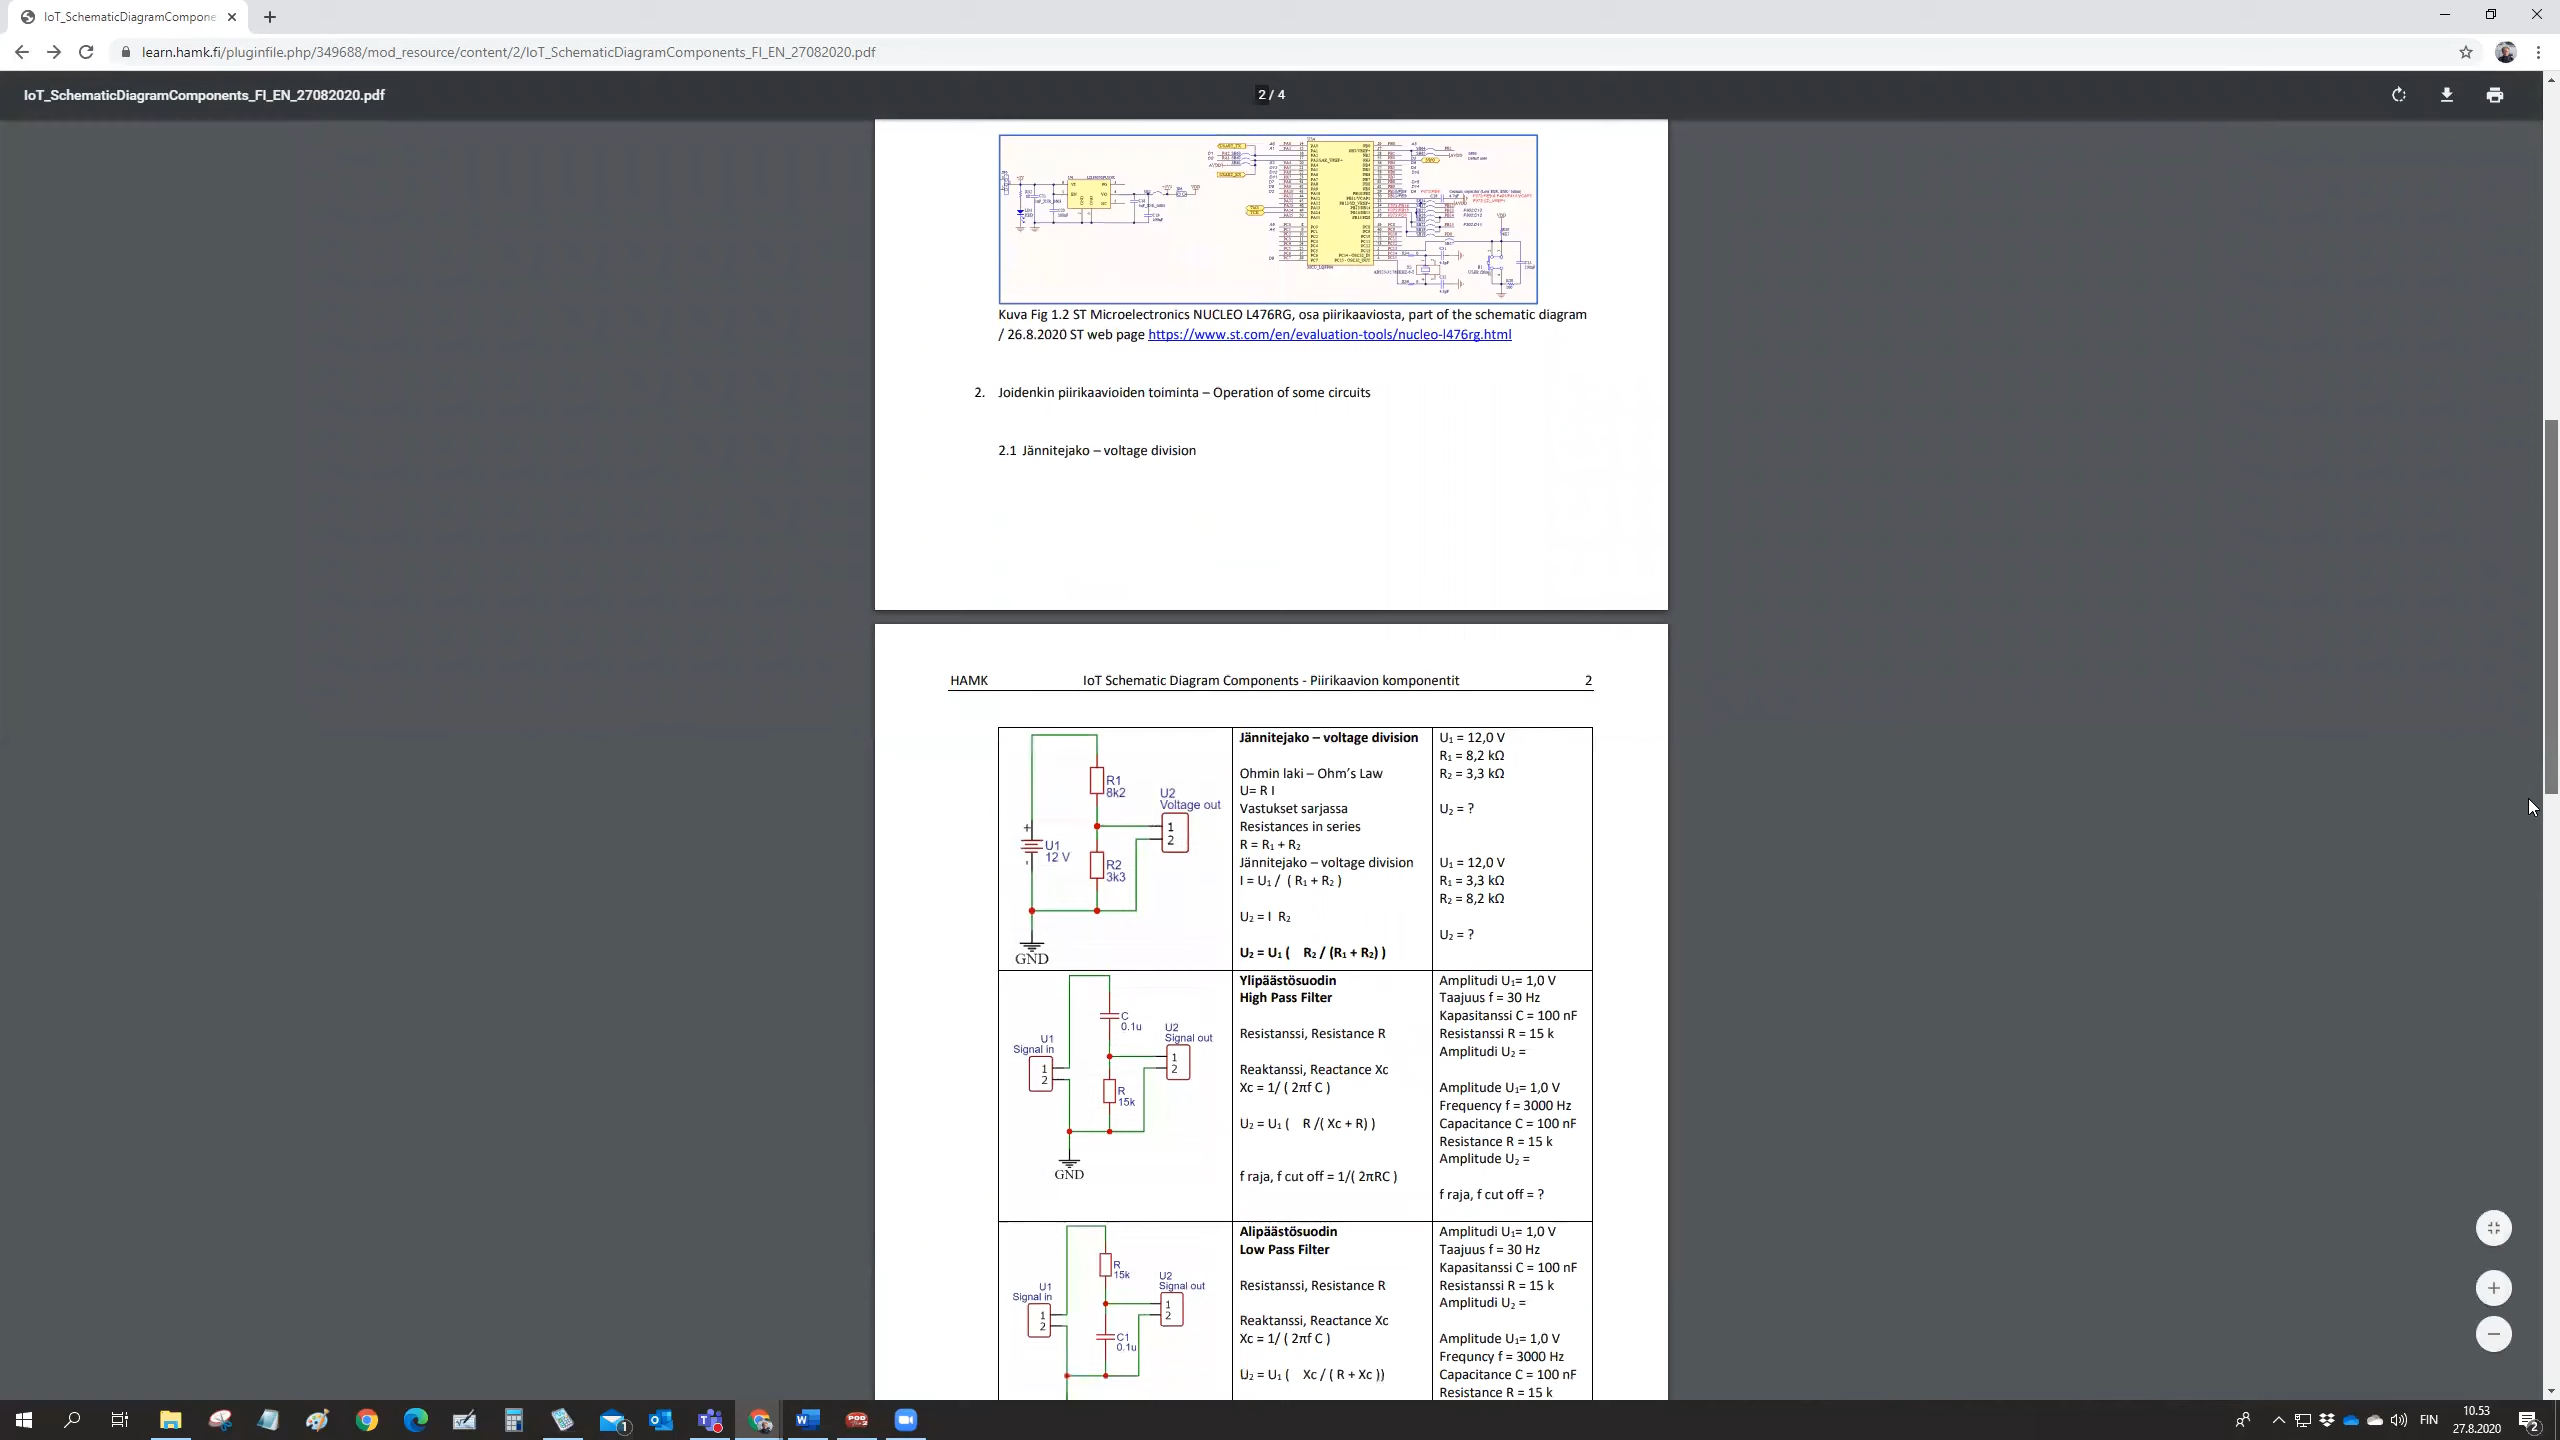 IoT_SchematicDiagramCompone
learn.hamk.fi/pluginfile.php/349688/mod_resource/content/2/IoT_SchematicDiagramComponents_FI_EN_27082020.pdf
IoT_SchematicDiagramComponents_FI_EN_27082020.pdf
2 / 4
Kuva Fig 1.2 ST Microelectronics NUCLEO L476RG, osa piirikaaviosta, part of the schematic diagram
/ 26.8.2020 ST web page https://www.st.com/en/evaluation-tools/nucleo-l476rg.html
2. Joidenkin piirikaavioiden toiminta – Operation of some circuits
2.1 Jännitejako – voltage division
HAMK IoT Schematic Diagram Components - Piirikaavion komponentit 2
R1
8k2
U2
Voltage out
1
2
+
U1
12 V
-
R2
3k3
GND
Jännitejako – voltage division
Ohmin laki – Ohm's Law
U= R I
Vastukset sarjassa
Resistances in series
R = R₁ + R₂
Jännitejako – voltage division
I = U₁ / ( R₁ + R₂ )
U₂ = I R₂
U₂ = U₁ ( R₂ / (R₁ + R₂) )
U₁ = 12,0 V
R₁ = 8,2 kΩ
R₂ = 3,3 kΩ
U₂ = ?
U₁ = 12,0 V
R₁ = 3,3 kΩ
R₂ = 8,2 kΩ
U₂ = ?
C
0.1u
U1
Signal in
1
2
U2
Signal out
1
2
R
15k
GND
Ylipäästösuodin
High Pass Filter
Resistanssi, Resistance R
Reaktanssi, Reactance Xc
Xc = 1/ ( 2πf C )
U₂ = U₁ ( R /( Xc + R) )
f raja, f cut off = 1/( 2πRC )
Amplitudi U₁= 1,0 V
Taajuus f = 30 Hz
Kapasitanssi C = 100 nF
Resistanssi R = 15 k
Amplitudi U₂ =
Amplitude U₁= 1,0 V
Frequency f = 3000 Hz
Capacitance C = 100 nF
Resistance R = 15 k
Amplitude U₂ =
f raja, f cut off = ?
R
15k
U1
Signal in
1
2
U2
Signal out
1
2
C1
0.1u
Alipäästösuodin
Low Pass Filter
Resistanssi, Resistance R
Reaktanssi, Reactance Xc
Xc = 1/ ( 2πf C )
U₂ = U₁ ( Xc / ( R + Xc ))
Amplitudi U₁= 1,0 V
Taajuus f = 30 Hz
Kapasitanssi C = 100 nF
Resistanssi R = 15 k
Amplitudi U₂ =
Amplitude U₁= 1,0 V
Frequncy f = 3000 Hz
Capacitance C = 100 nF
Resistance R = 15 k
FIN
10.53
27.8.2020